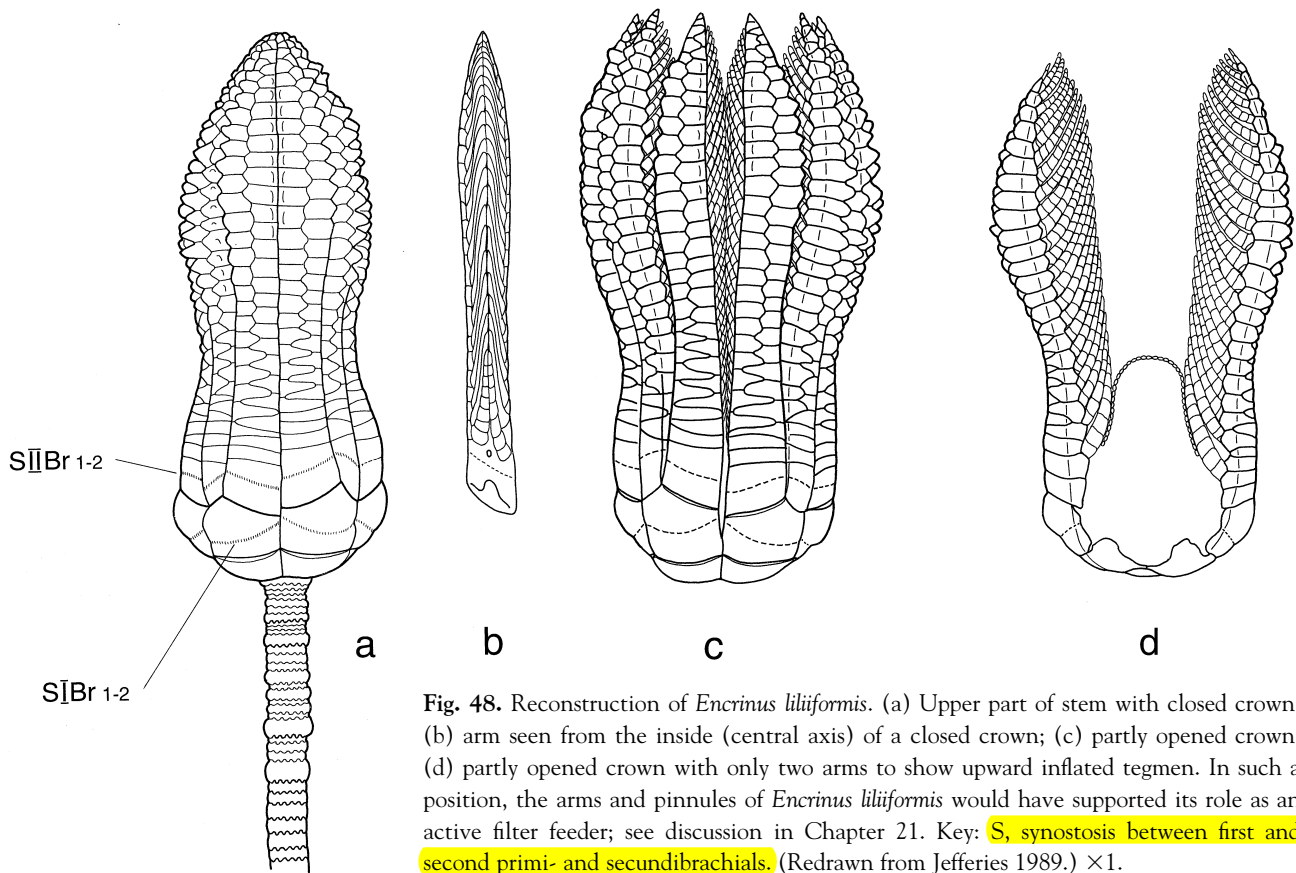 SIIBr 1-2
SIBr 1-2
a
b
c
d
Fig. 48. Reconstruction of Encrinus liliiformis. (a) Upper part of stem with closed crown
(b) arm seen from the inside (central axis) of a closed crown; (c) partly opened crown
(d) partly opened crown with only two arms to show upward inflated tegmen. In such a
position, the arms and pinnules of Encrinus liliiformis would have supported its role as an
active filter feeder; see discussion in Chapter 21. Key: S, synostosis between first and
second primi- and secundibrachials. (Redrawn from Jefferies 1989.) ×1.